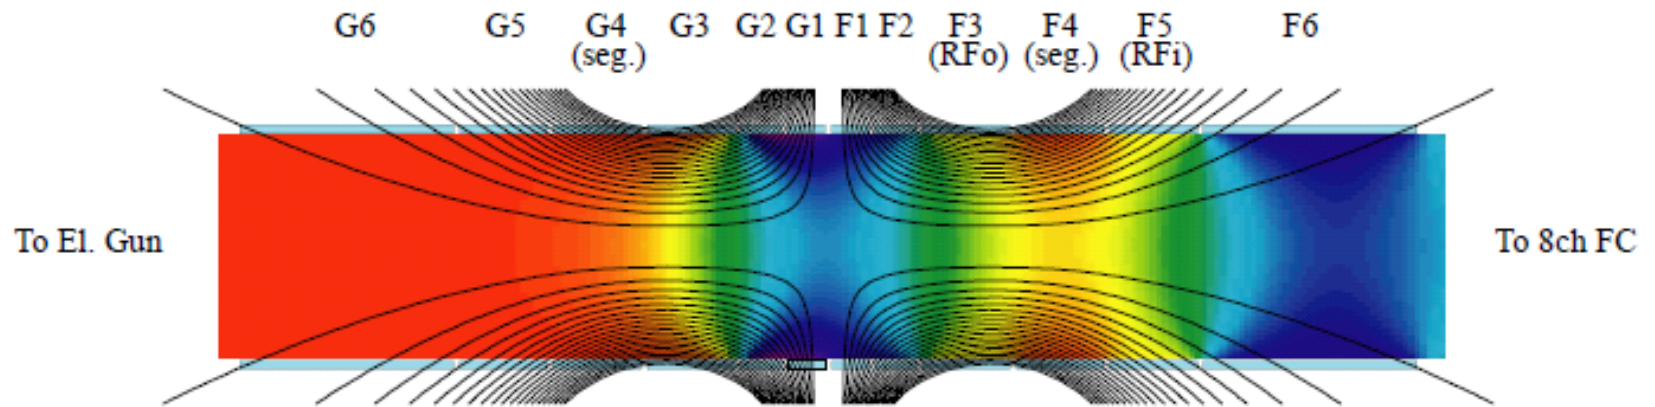 G6 G5 G4 G3 G2 G1 F1 F2 F3 F4 F5 F6
(seg.) (RFo) (seg.) (RFi)
To El. Gun To 8ch FC